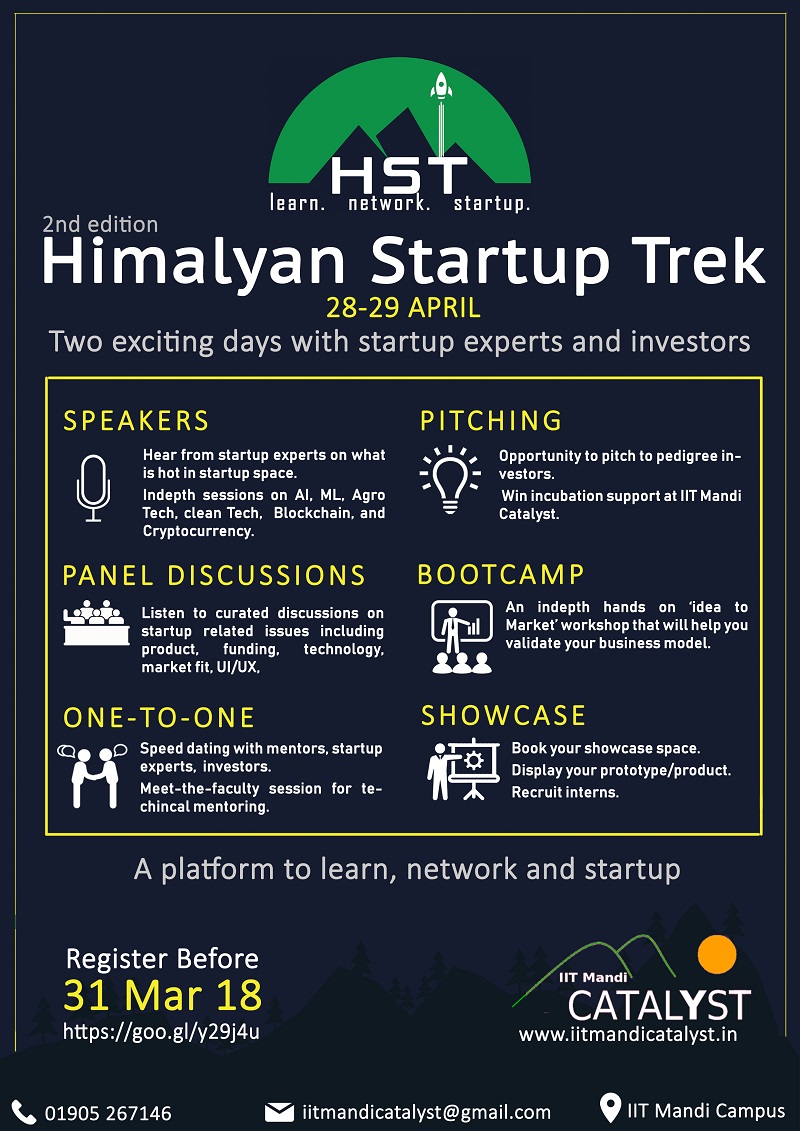 HST
learn. network. startup.
2nd edition
Himalyan Startup Trek
28-29 APRIL
Two exciting days with startup experts and investors
SPEAKERS
Hear from startup experts on what
is hot in startup space.
Indepth sessions on AI, ML, Agro
Tech, clean Tech, Blockchain, and
Cryptocurrency.
PITCHING
Opportunity to pitch to pedigree in-
vestors.
Win incubation support at IIT Mandi
Catalyst.
PANEL DISCUSSIONS
Listen to curated discussions on
startup related issues including
product, funding, technology,
market fit, UI/UX,
BOOTCAMP
An indepth hands on ‘idea to
Market’ workshop that will help you
validate your business model.
ONE-TO-ONE
Speed dating with mentors, startup
experts, investors.
Meet-the-faculty session for te-
chincal mentoring.
SHOWCASE
Book your showcase space.
Display your prototype/product.
Recruit interns.
A platform to learn, network and startup
Register Before
31 Mar 18
https://goo.gl/y29j4u
IIT Mandi
CATALYST
www.iitmandicatalyst.in
01905 267146
iitmandicatalyst@gmail.com
IIT Mandi Campus